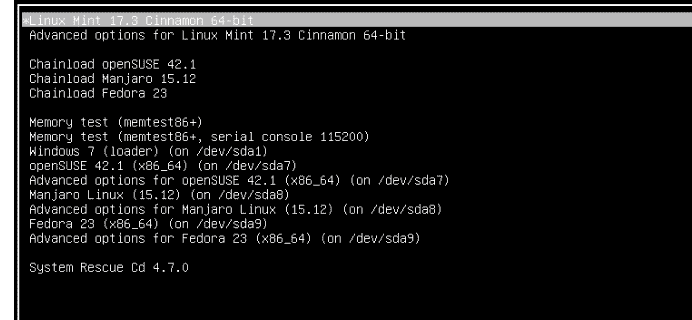 *Linux Mint 17.3 Cinnamon 64-bit
Advanced options for Linux Mint 17.3 Cinnamon 64-bit
Chainload openSUSE 42.1
Chainload Manjaro 15.12
Chainload Fedora 23
Memory test (memtest86+)
Memory test (memtest86+, serial console 115200)
Windows 7 (loader) (on /dev/sda1)
openSUSE 42.1 (x86_64) (on /dev/sda7)
Advanced options for openSUSE 42.1 (x86_64) (on /dev/sda7)
Manjaro Linux (15.12) (on /dev/sda8)
Advanced options for Manjaro Linux (15.12) (on /dev/sda8)
Fedora 23 (x86_64) (on /dev/sda9)
Advanced options for Fedora 23 (x86_64) (on /dev/sda9)
System Rescue Cd 4.7.0